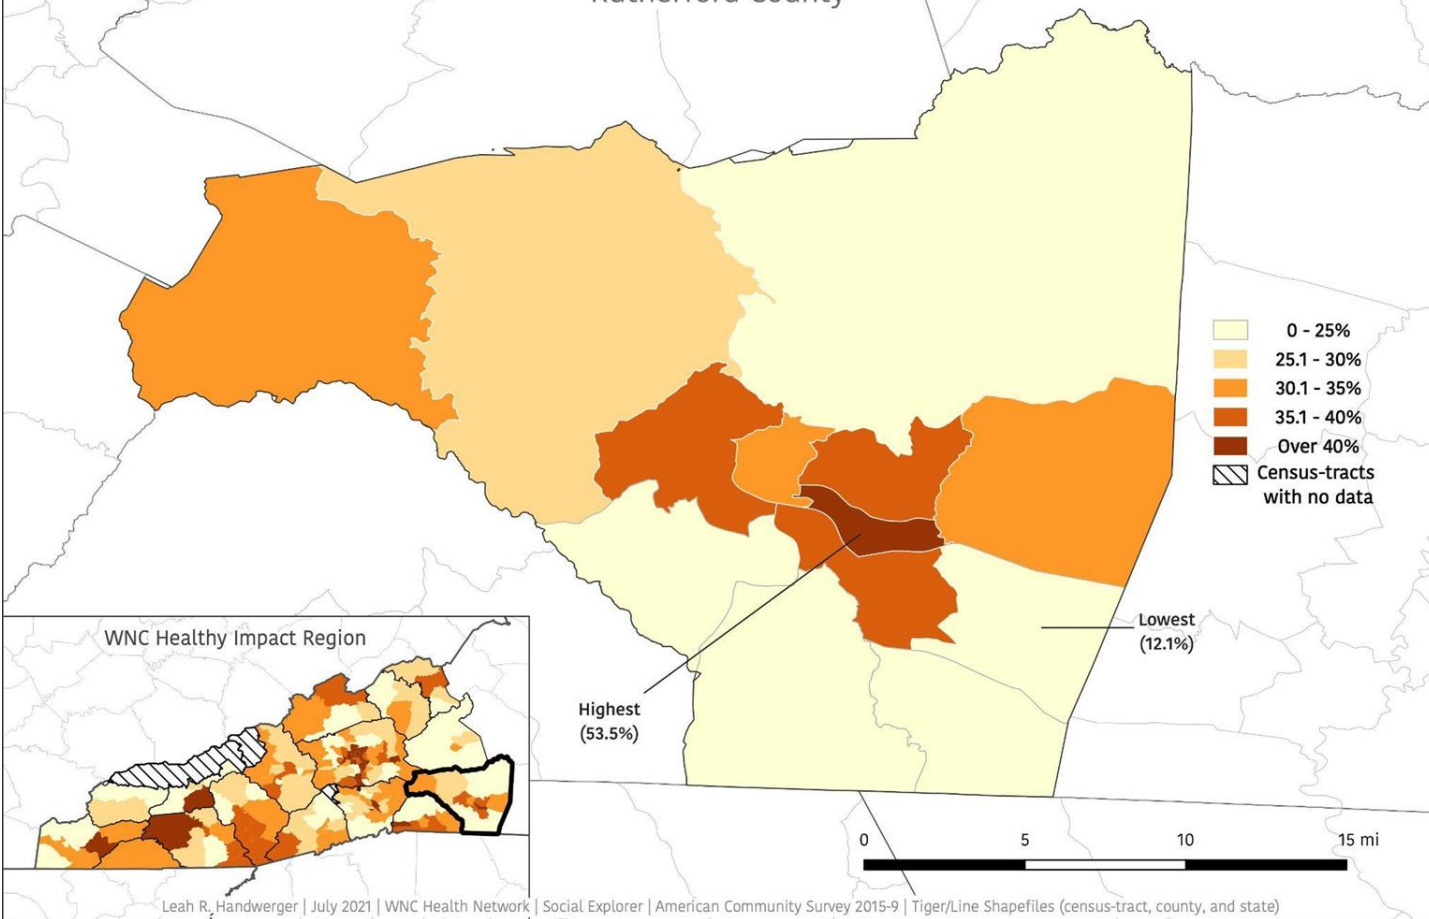 Rutherford County
0 - 25%
25.1 - 30%
30.1 - 35%
35.1 - 40%
Over 40%
Census-tracts
with no data
Lowest
(12.1%)
Highest
(53.5%)
WNC Healthy Impact Region
0 5 10 15 mi
Leah R. Handwerger | July 2021 | WNC Health Network | Social Explorer | American Community Survey 2015-9 | Tiger/Line Shapefiles (census-tract, county, and state)